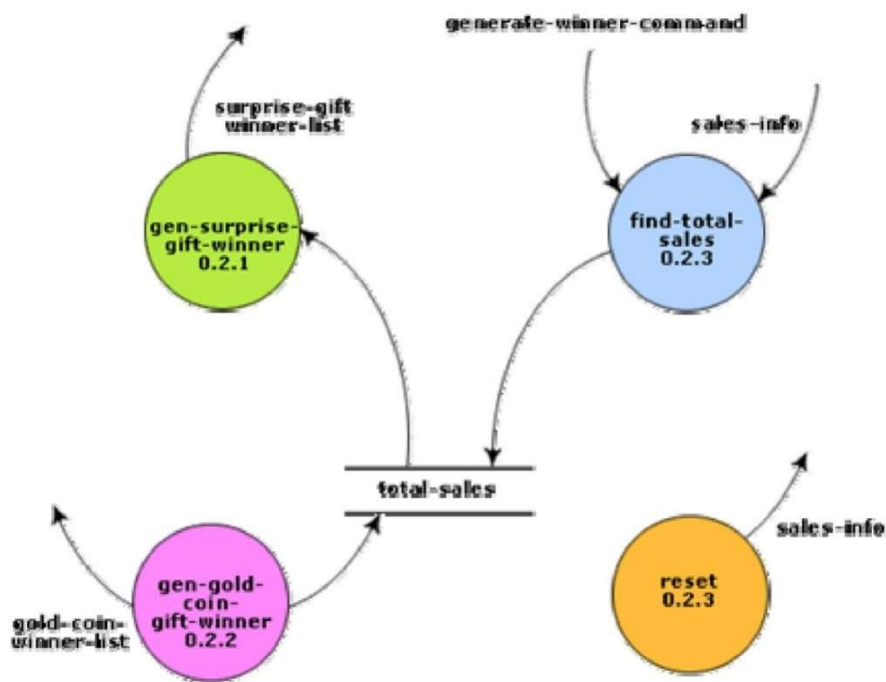 generate-winner-command
surprise-gift
winner-list
sales-info
gen-surprise-
gift-winner
0.2.1
find-total-
sales
0.2.3
total-sales
gen-gold-
coin-
gift-winner
0.2.2
gold-coin-
winner-list
reset
0.2.3
sales-info